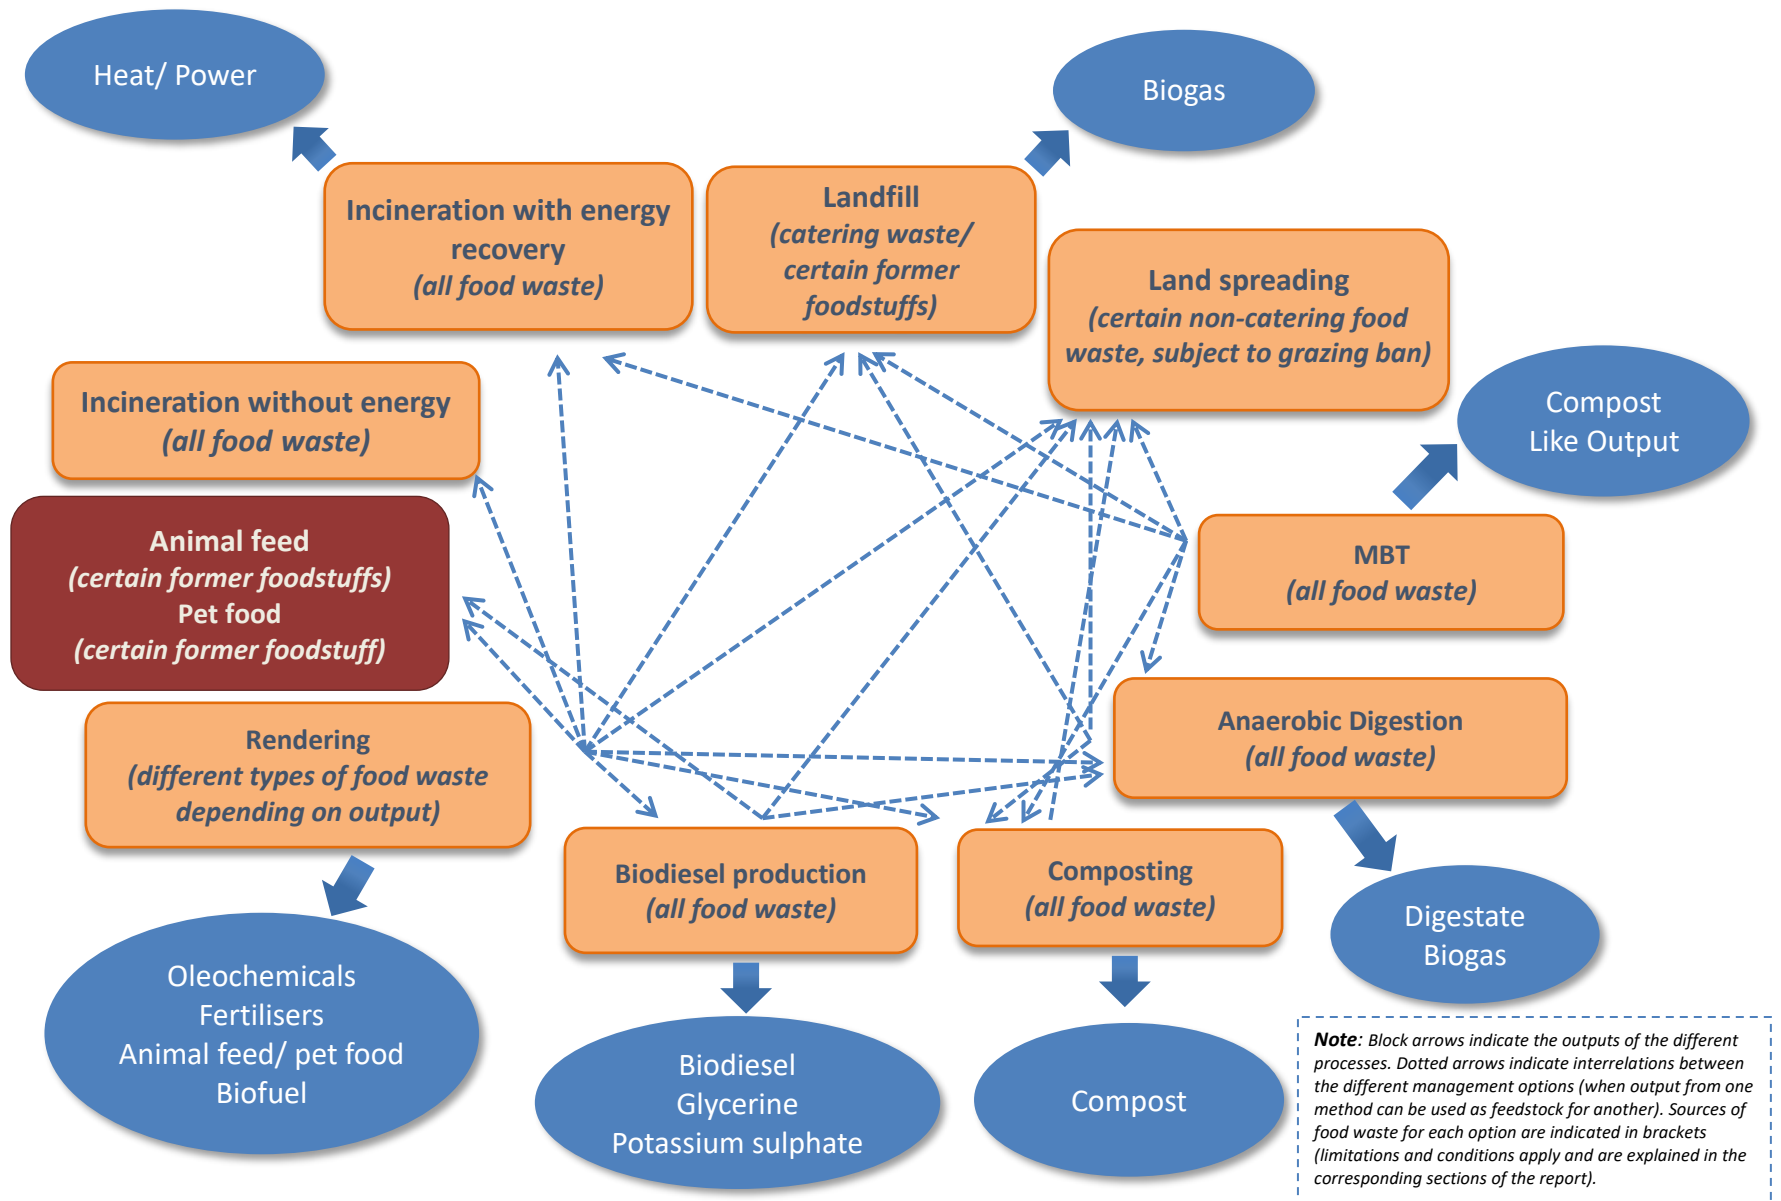 Heat/ Power
Biogas
Incineration with energy
recovery
(all food waste)
Landfill
(catering waste/
certain former
foodstuffs)
Land spreading
(certain non-catering food
waste, subject to grazing ban)
Incineration without energy
(all food waste)
Compost
Like Output
Animal feed
(certain former foodstuffs)
Pet food
(certain former foodstuff)
MBT
(all food waste)
Rendering
(different types of food waste
depending on output)
Anaerobic Digestion
(all food waste)
Biodiesel production
(all food waste)
Composting
(all food waste)
Digestate
Biogas
Oleochemicals
Fertilisers
Animal feed/ pet food
Biofuel
Biodiesel
Glycerine
Potassium sulphate
Compost
Note: Block arrows indicate the outputs of the different
processes. Dotted arrows indicate interrelations between
the different management options (when output from one
method can be used as feedstock for another). Sources of
food waste for each option are indicated in brackets
(limitations and conditions apply and are explained in the
corresponding sections of the report).